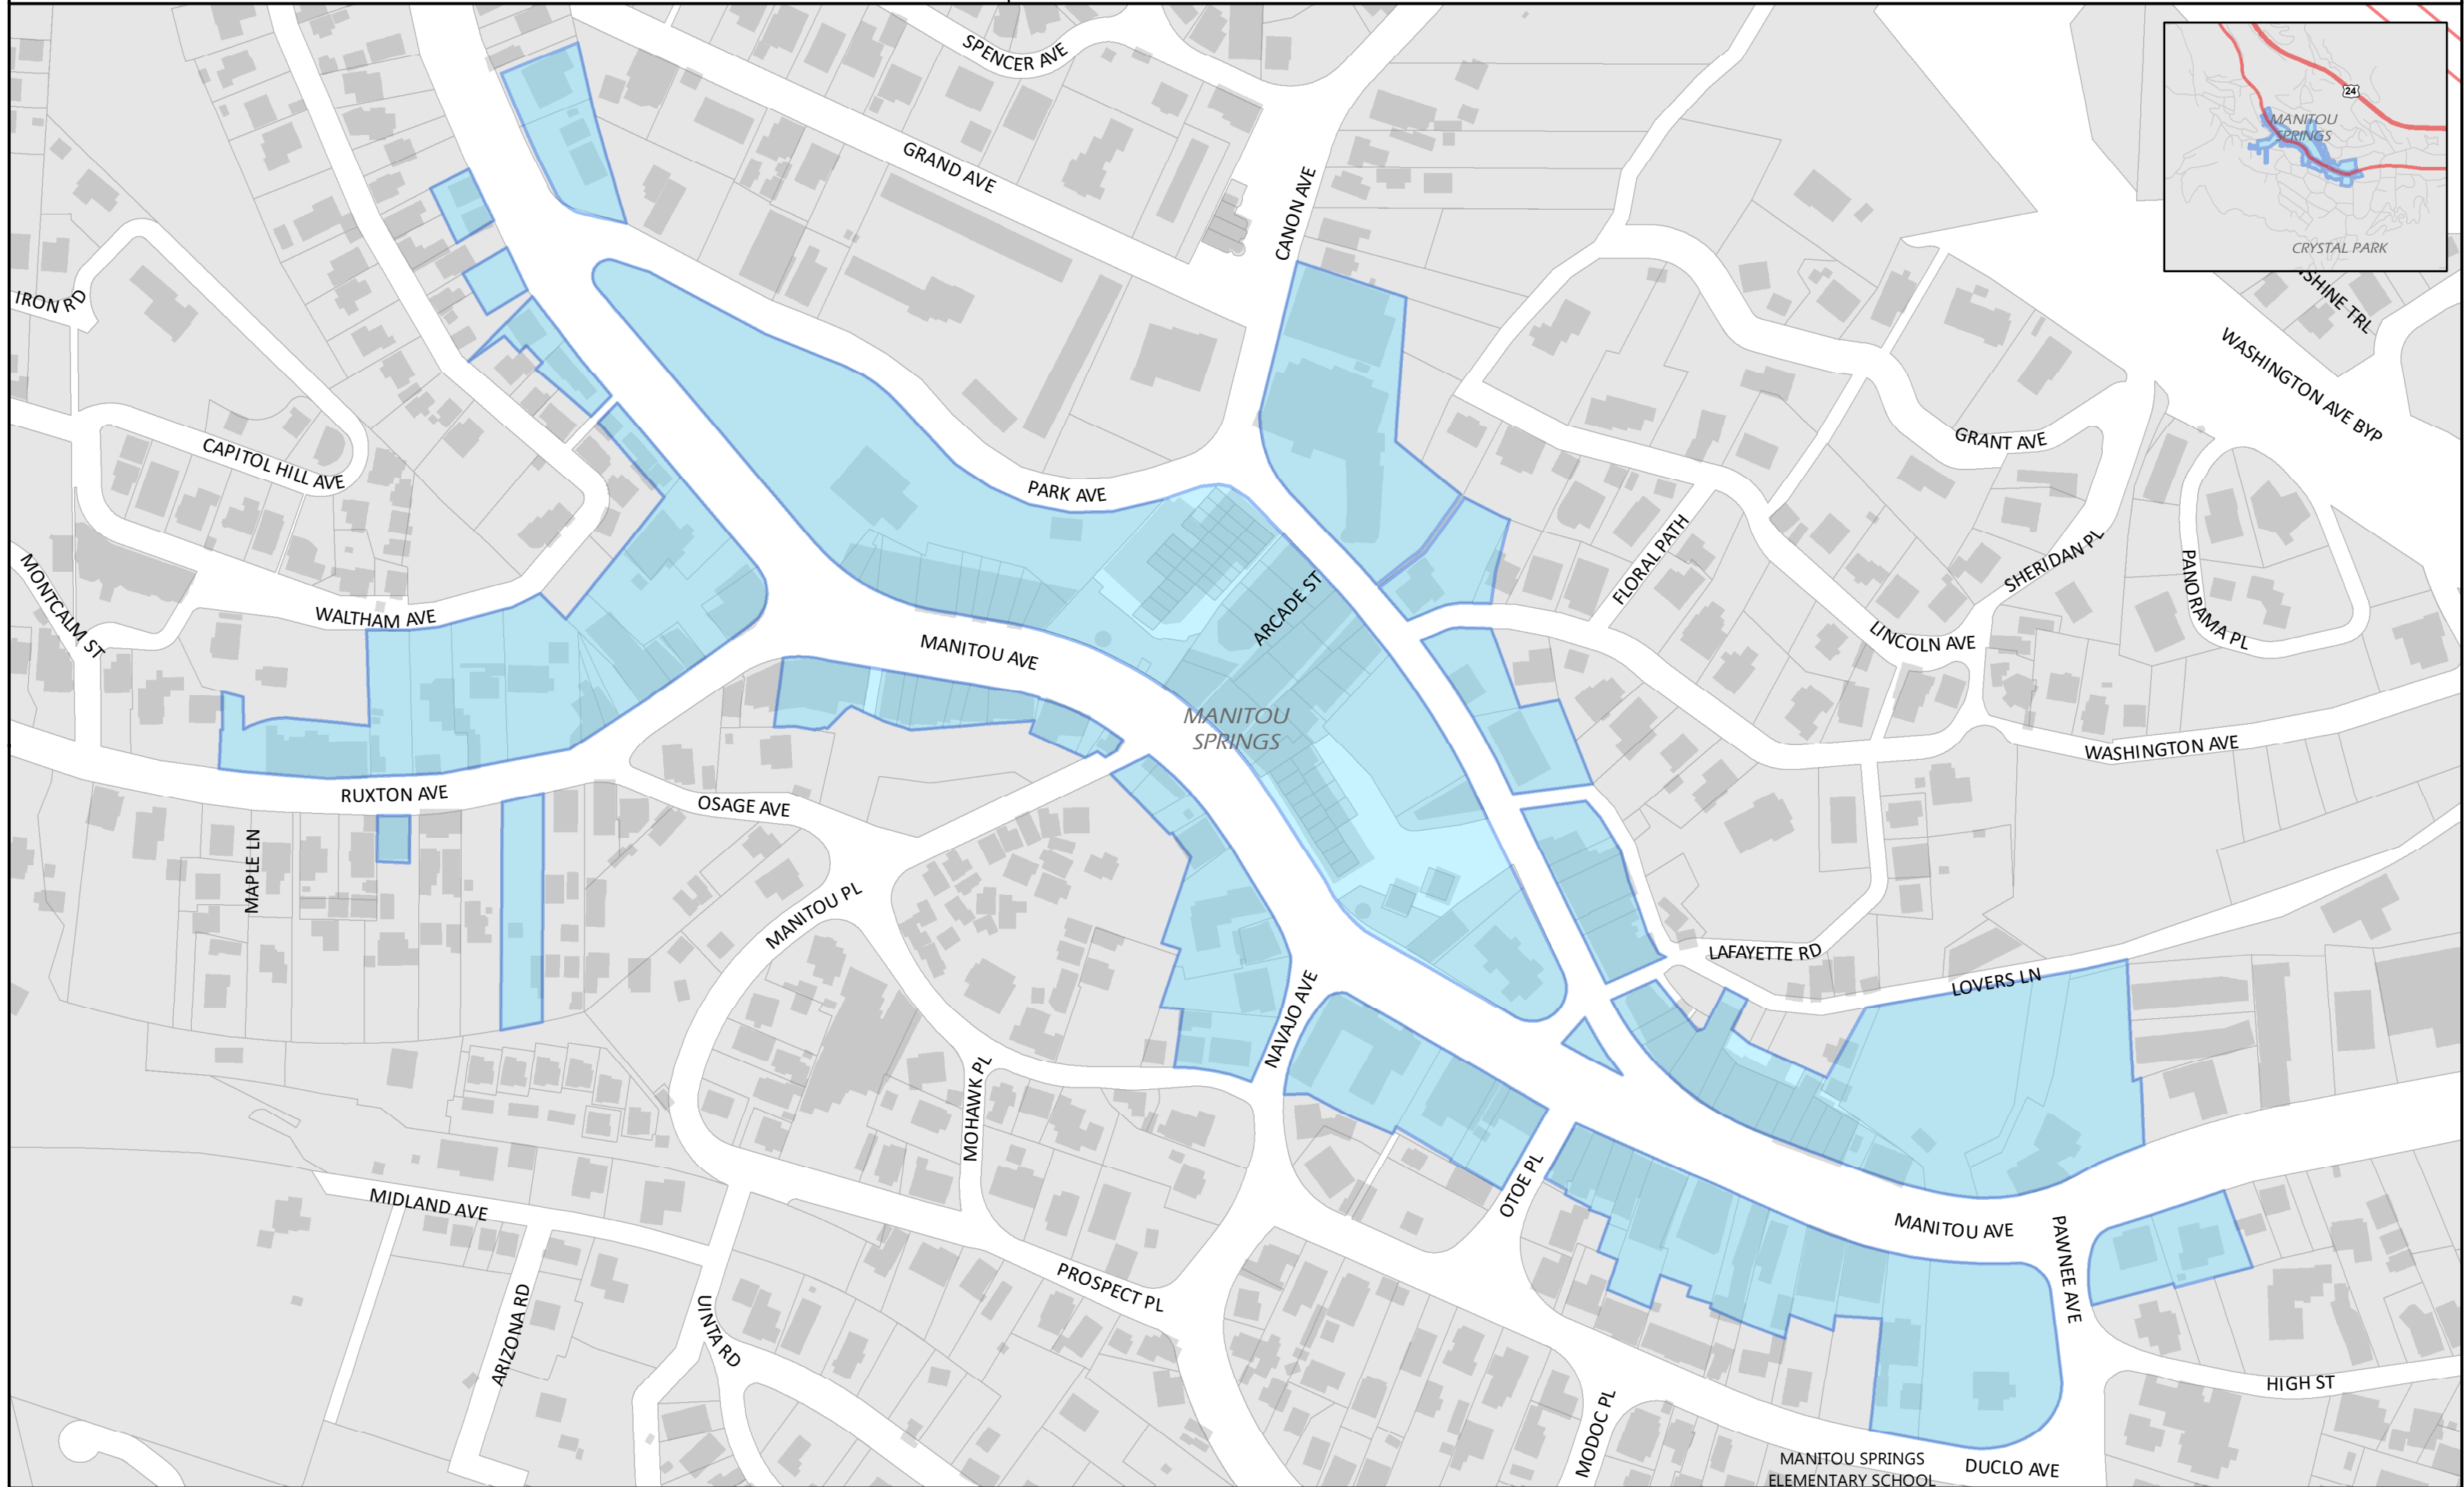 SPENCER AVE
GRAND AVE
CANON AVE
24
MANITOU
SPRINGS
CRYSTAL PARK
SHINE TRL
WASHINGTON AVE BYP
IRON RD
CAPITOL HILL AVE
PARK AVE
GRANT AVE
FLORAL PATH
SHERIDAN PL
PANORAMA PL
MONTCALM ST
WALTHAM AVE
ARCADE ST
LINCOLN AVE
MANITOU AVE
MANITOU
SPRINGS
WASHINGTON AVE
RUXTON AVE
OSAGE AVE
MAPLE LN
MANITOU PL
LAFAYETTE RD
LOVERS LN
NAVAJO AVE
MOHAWK PL
OTOE PL
MIDLAND AVE
MANITOU AVE
PAWNEE AVE
PROSPECT PL
ARIZONA RD
UINTA RD
HIGH ST
MODOC PL
MANITOU SPRINGS
ELEMENTARY SCHOOL
DUCLO AVE